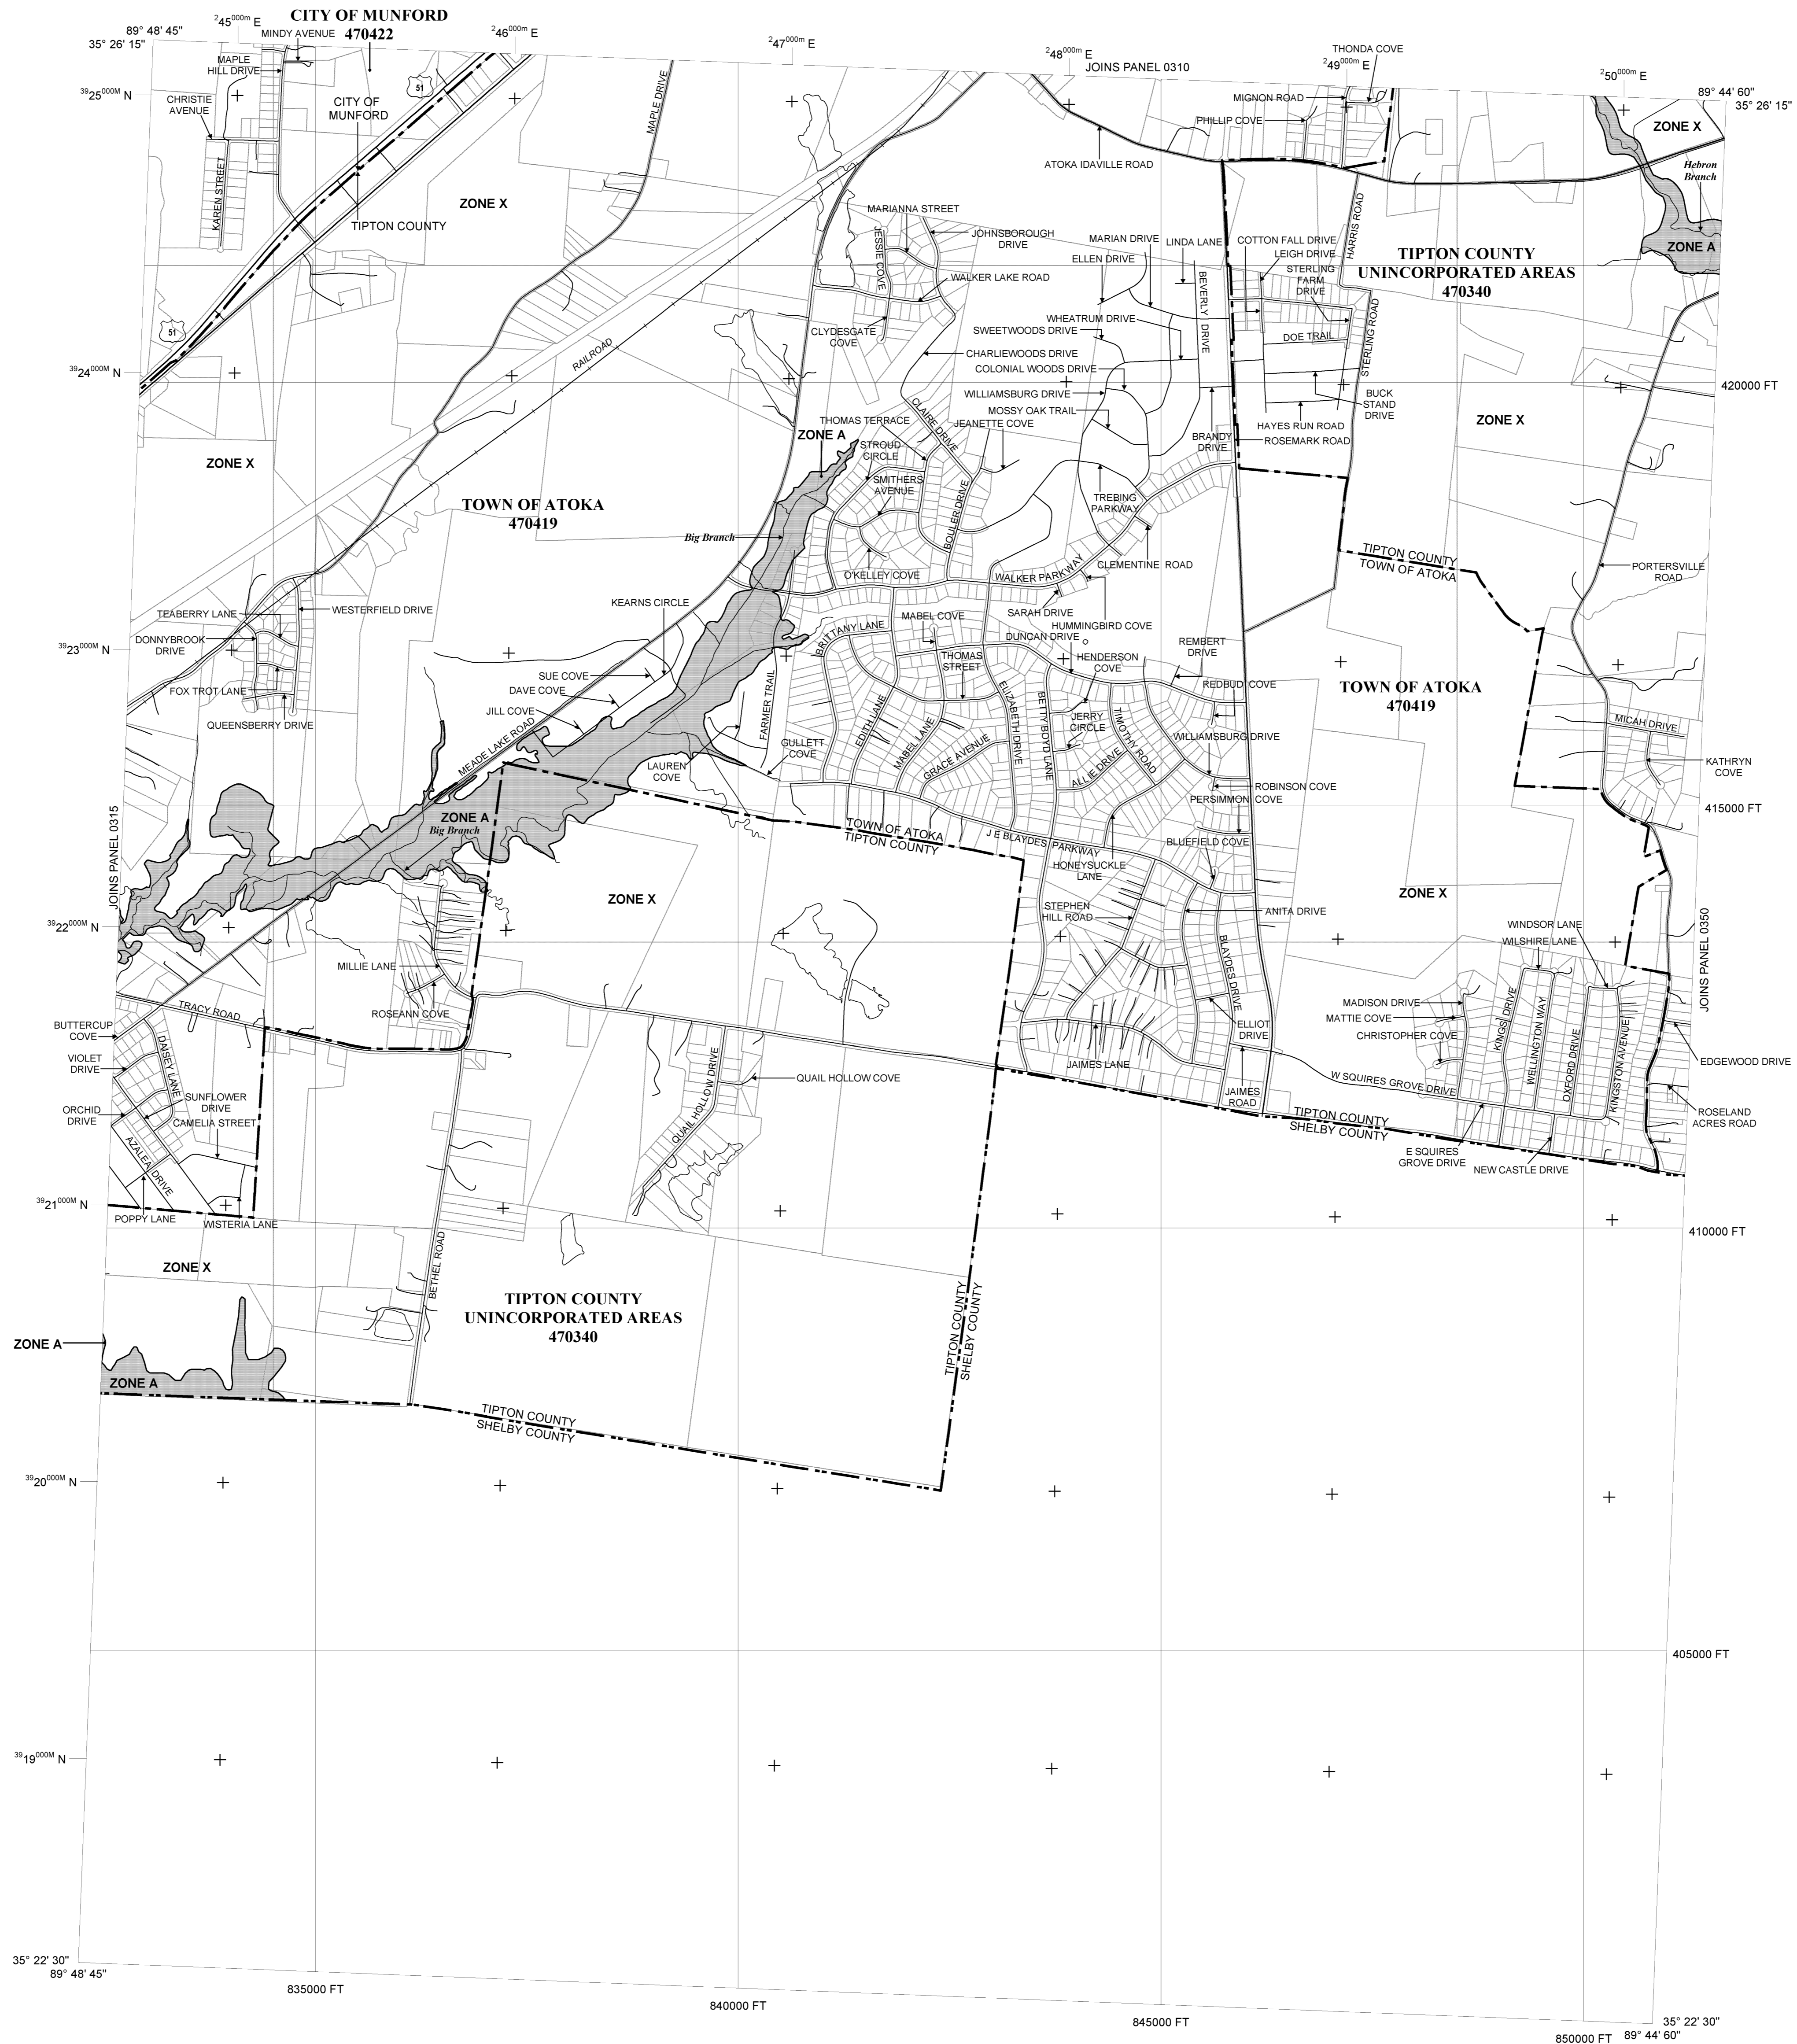 CITY OF MUNFORD
470422
89° 48' 45"
35° 26' 15"
245000m E
246000m E
247000m E
248000m E
249000m E
250000m E
JOINS PANEL 0310
89° 44' 60"
35° 26' 15"
MINDY AVENUE
MAPLE
HILL DRIVE
3925000M N
CHRISTIE
AVENUE
CITY OF
MUNFORD
51
KAREN STREET
TIPTON COUNTY
ZONE X
MAPLE DRIVE
ATOKA IDAVILLE ROAD
THONDA COVE
MIGNON ROAD
PHILLIP COVE
ZONE X
Hebron
Branch
ZONE A
HARRIS ROAD
TIPTON COUNTY
UNINCORPORATED AREAS
470340
MARIANNA STREET
JESSIE COVE
JOHNSBOROUGH
DRIVE
WALKER LAKE ROAD
CLYDESGATE
COVE
MARIAN DRIVE
LINDA LANE
ELLEN DRIVE
BEVERLY DRIVE
COTTON FALL DRIVE
LEIGH DRIVE
STERLING
FARM
DRIVE
DOE TRAIL
STERLING ROAD
WHEATRUM DRIVE
SWEETWOODS DRIVE
CHARLIEWOODS DRIVE
COLONIAL WOODS DRIVE
WILLIAMSBURG DRIVE
MOSSY OAK TRAIL
JEANETTE COVE
BUCK
STAND
DRIVE
HAYES RUN ROAD
ROSEMARK ROAD
BRANDY
DRIVE
51
RAILROAD
3924000M N
420000 FT
ZONE X
ZONE X
ZONE A
THOMAS TERRACE
CLAIRE DRIVE
STROUD
CIRCLE
SMITHERS
AVENUE
BOULER DRIVE
TREBING
PARKWAY
CLEMENTINE ROAD
TOWN OF ATOKA
470419
Big Branch
O'KELLEY COVE
WALKER PARKWAY
SARAH DRIVE
HUMMINGBIRD COVE
DUNCAN DRIVE
TIPTON COUNTY
TOWN OF ATOKA
PORTERSVILLE
ROAD
TEABERRY LANE
WESTERFIELD DRIVE
DONNYBROOK
DRIVE
FOX TROT LANE
QUEENSBERRY DRIVE
3923000M N
KEARNS CIRCLE
SUE COVE
DAVE COVE
JILL COVE
MEADE LAKE ROAD
BRITTANY LANE
MABEL COVE
THOMAS
STREET
HENDERSON
COVE
REMBERT
DRIVE
REDBUD COVE
FARMER TRAIL
EDITH LANE
MABEL LANE
GRACE AVENUE
ELIZABETH DRIVE
BETTY BOYD LANE
JERRY
CIRCLE
ALLIE DRIVE
TIMOTHY ROAD
WILLIAMSBURG DRIVE
GULLETT
COVE
LAUREN
COVE
ROBINSON COVE
PERSIMMON COVE
TOWN OF ATOKA
470419
MICAH DRIVE
KATHRYN
COVE
415000 FT
JOINS PANEL 0315
ZONE A
Big Branch
TOWN OF ATOKA
TIPTON COUNTY
J E BLAYDES PARKWAY
HONEYSUCKLE
LANE
BLUEFIELD COVE
ZONE X
ZONE X
STEPHEN
HILL ROAD
ANITA DRIVE
BLAYDES DRIVE
WINDSOR LANE
WILSHIRE LANE
JOINS PANEL 0350
3922000M N
MILLIE LANE
ROSEANN COVE
TRACY ROAD
BUTTERCUP
COVE
VIOLET
DRIVE
DAISEY LANE
ORCHID
DRIVE
SUNFLOWER
DRIVE
CAMELIA STREET
AZALEA DRIVE
POPPY LANE
WISTERIA LANE
3921000M N
QUAIL HOLLOW DRIVE
QUAIL HOLLOW COVE
ELLIOT
DRIVE
JAIMES LANE
JAIMES
ROAD
MADISON DRIVE
MATTIE COVE
CHRISTOPHER COVE
KINGS DRIVE
WELLINGTON WAY
OXFORD DRIVE
KINGSTON AVENUE
EDGEWOOD DRIVE
ROSELAND
ACRES ROAD
W SQUIRES GROVE DRIVE
TIPTON COUNTY
SHELBY COUNTY
E SQUIRES
GROVE DRIVE
NEW CASTLE DRIVE
410000 FT
ZONE X
BETHEL ROAD
TIPTON COUNTY
UNINCORPORATED AREAS
470340
TIPTON COUNTY
SHELBY COUNTY
ZONE A
ZONE A
TIPTON COUNTY
SHELBY COUNTY
3920000M N
405000 FT
3919000M N
35° 22' 30"
89° 48' 45"
835000 FT
840000 FT
845000 FT
850000 FT
35° 22' 30"
89° 44' 60"